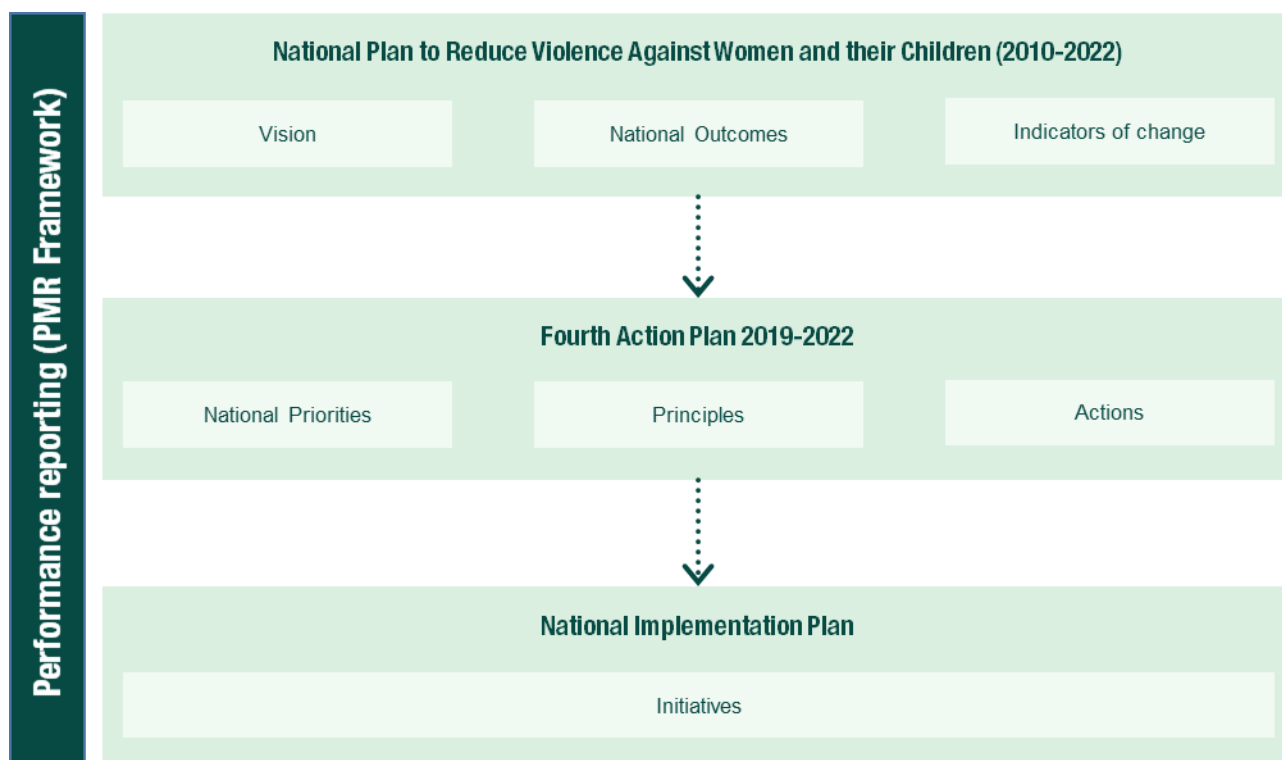 Performance reporting (PMR Framework)
National Plan to Reduce Violence Against Women and their Children (2010-2022)
Vision
National Outcomes
Indicators of change
Fourth Action Plan 2019-2022
National Priorities
Principles
Actions
National Implementation Plan
Initiatives